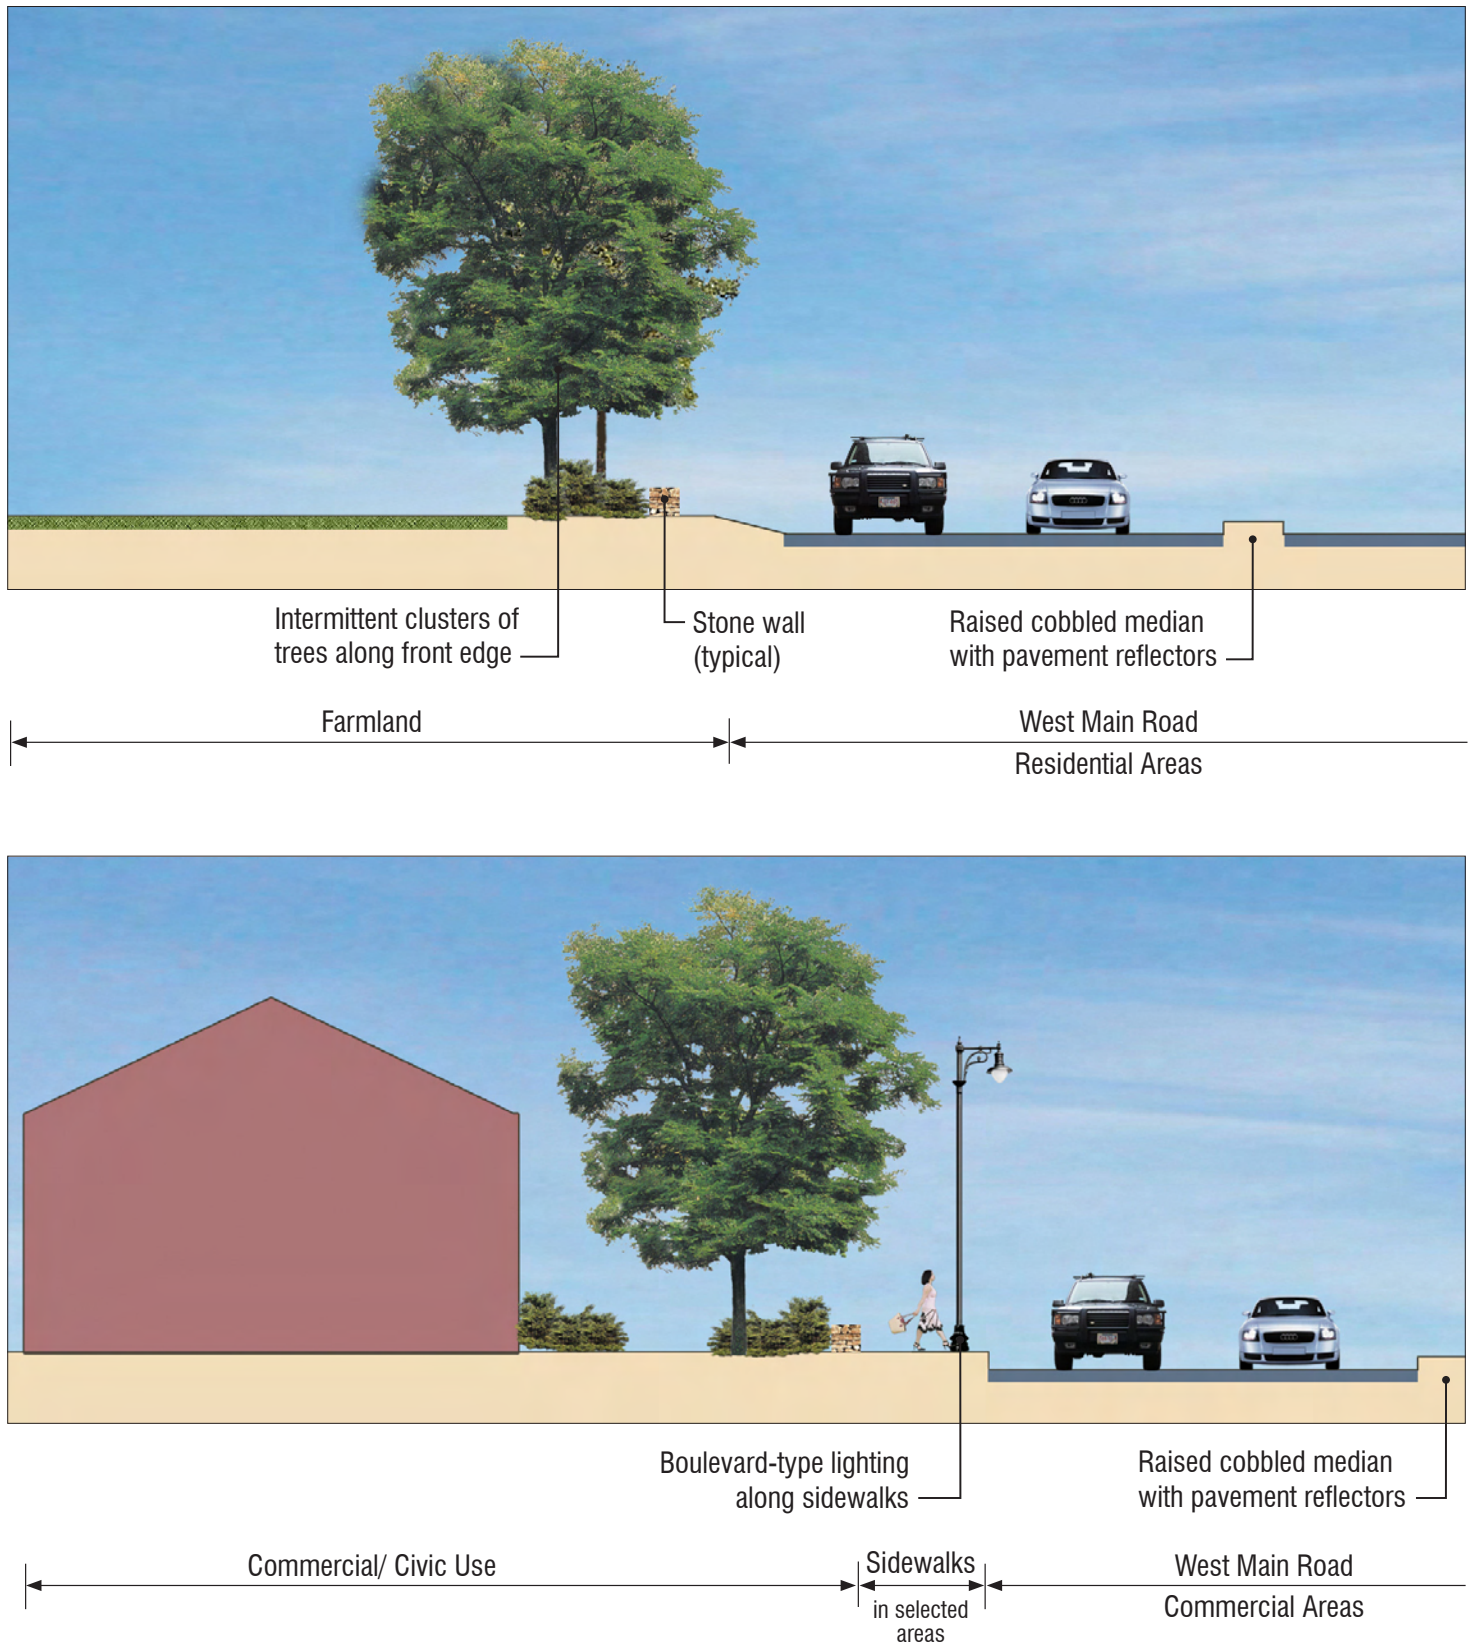 Intermittent clusters of
trees along front edge
Stone wall
(typical)
Raised cobbled median
with pavement reflectors
Farmland
West Main Road
Residential Areas
Boulevard-type lighting
along sidewalks
Raised cobbled median
with pavement reflectors
Commercial/ Civic Use
Sidewalks
in selected
areas
West Main Road
Commercial Areas